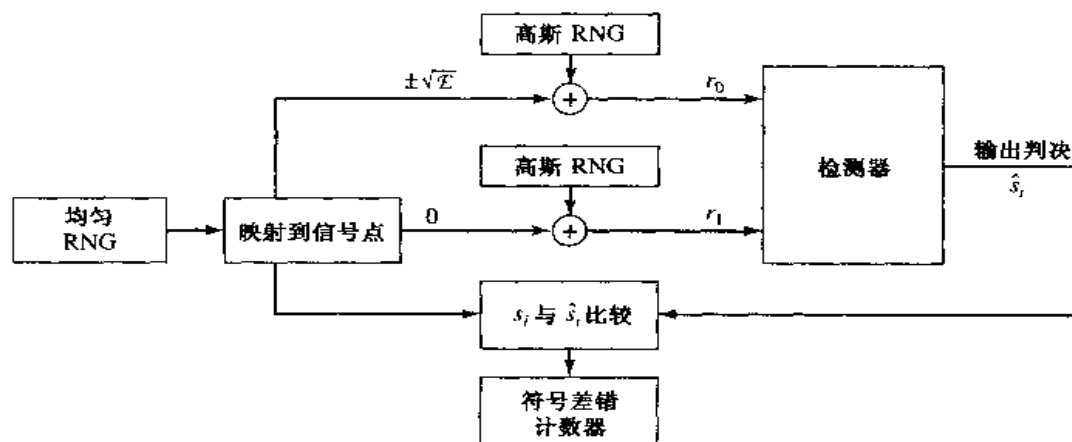 高斯 RNG
±√ℰ
r₀
高斯 RNG
检测器
输出判决
ŝᵢ
均匀
RNG
映射到信号点
0
r₁
sᵢ 与 ŝᵢ 比较
符号差错
计数器